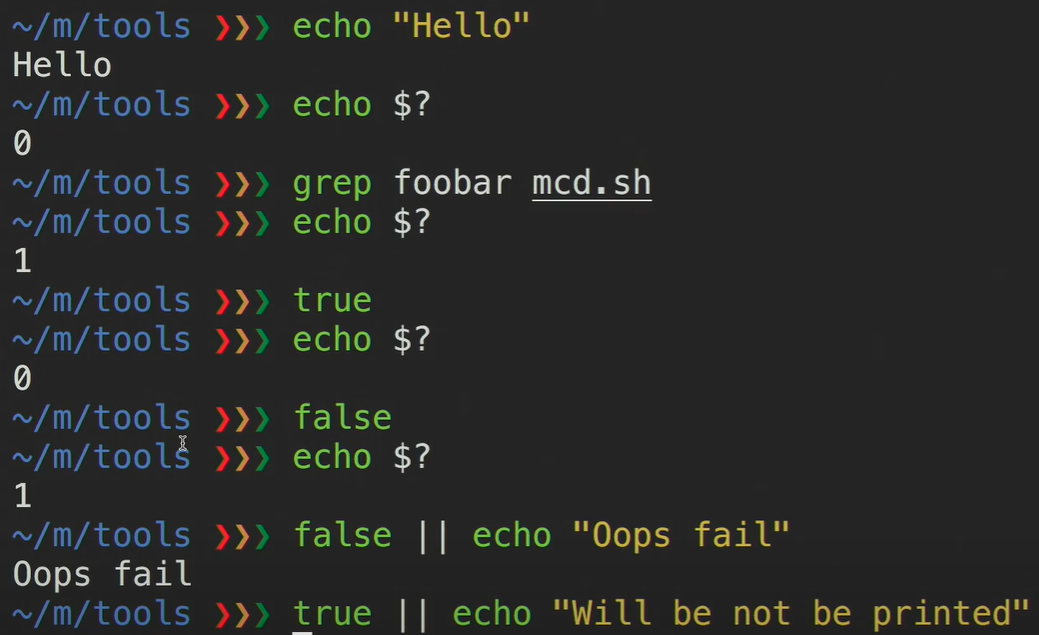 ~/m/tools ❯❯❯ echo "Hello"
Hello
~/m/tools ❯❯❯ echo $?
0
~/m/tools ❯❯❯ grep foobar mcd.sh
~/m/tools ❯❯❯ echo $?
1
~/m/tools ❯❯❯ true
~/m/tools ❯❯❯ echo $?
0
~/m/tools ❯❯❯ false
~/m/tools ❯❯❯ echo $?
1
~/m/tools ❯❯❯ false || echo "Oops fail"
Oops fail
~/m/tools ❯❯❯ true || echo "Will be not be printed"